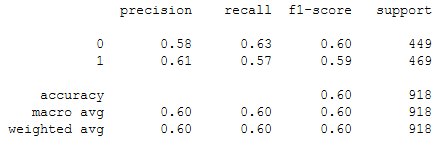 precision recall f1-score support
0 0.58 0.63 0.60 449
1 0.61 0.57 0.59 469
accuracy 0.60 918
macro avg 0.60 0.60 0.60 918
weighted avg 0.60 0.60 0.60 918